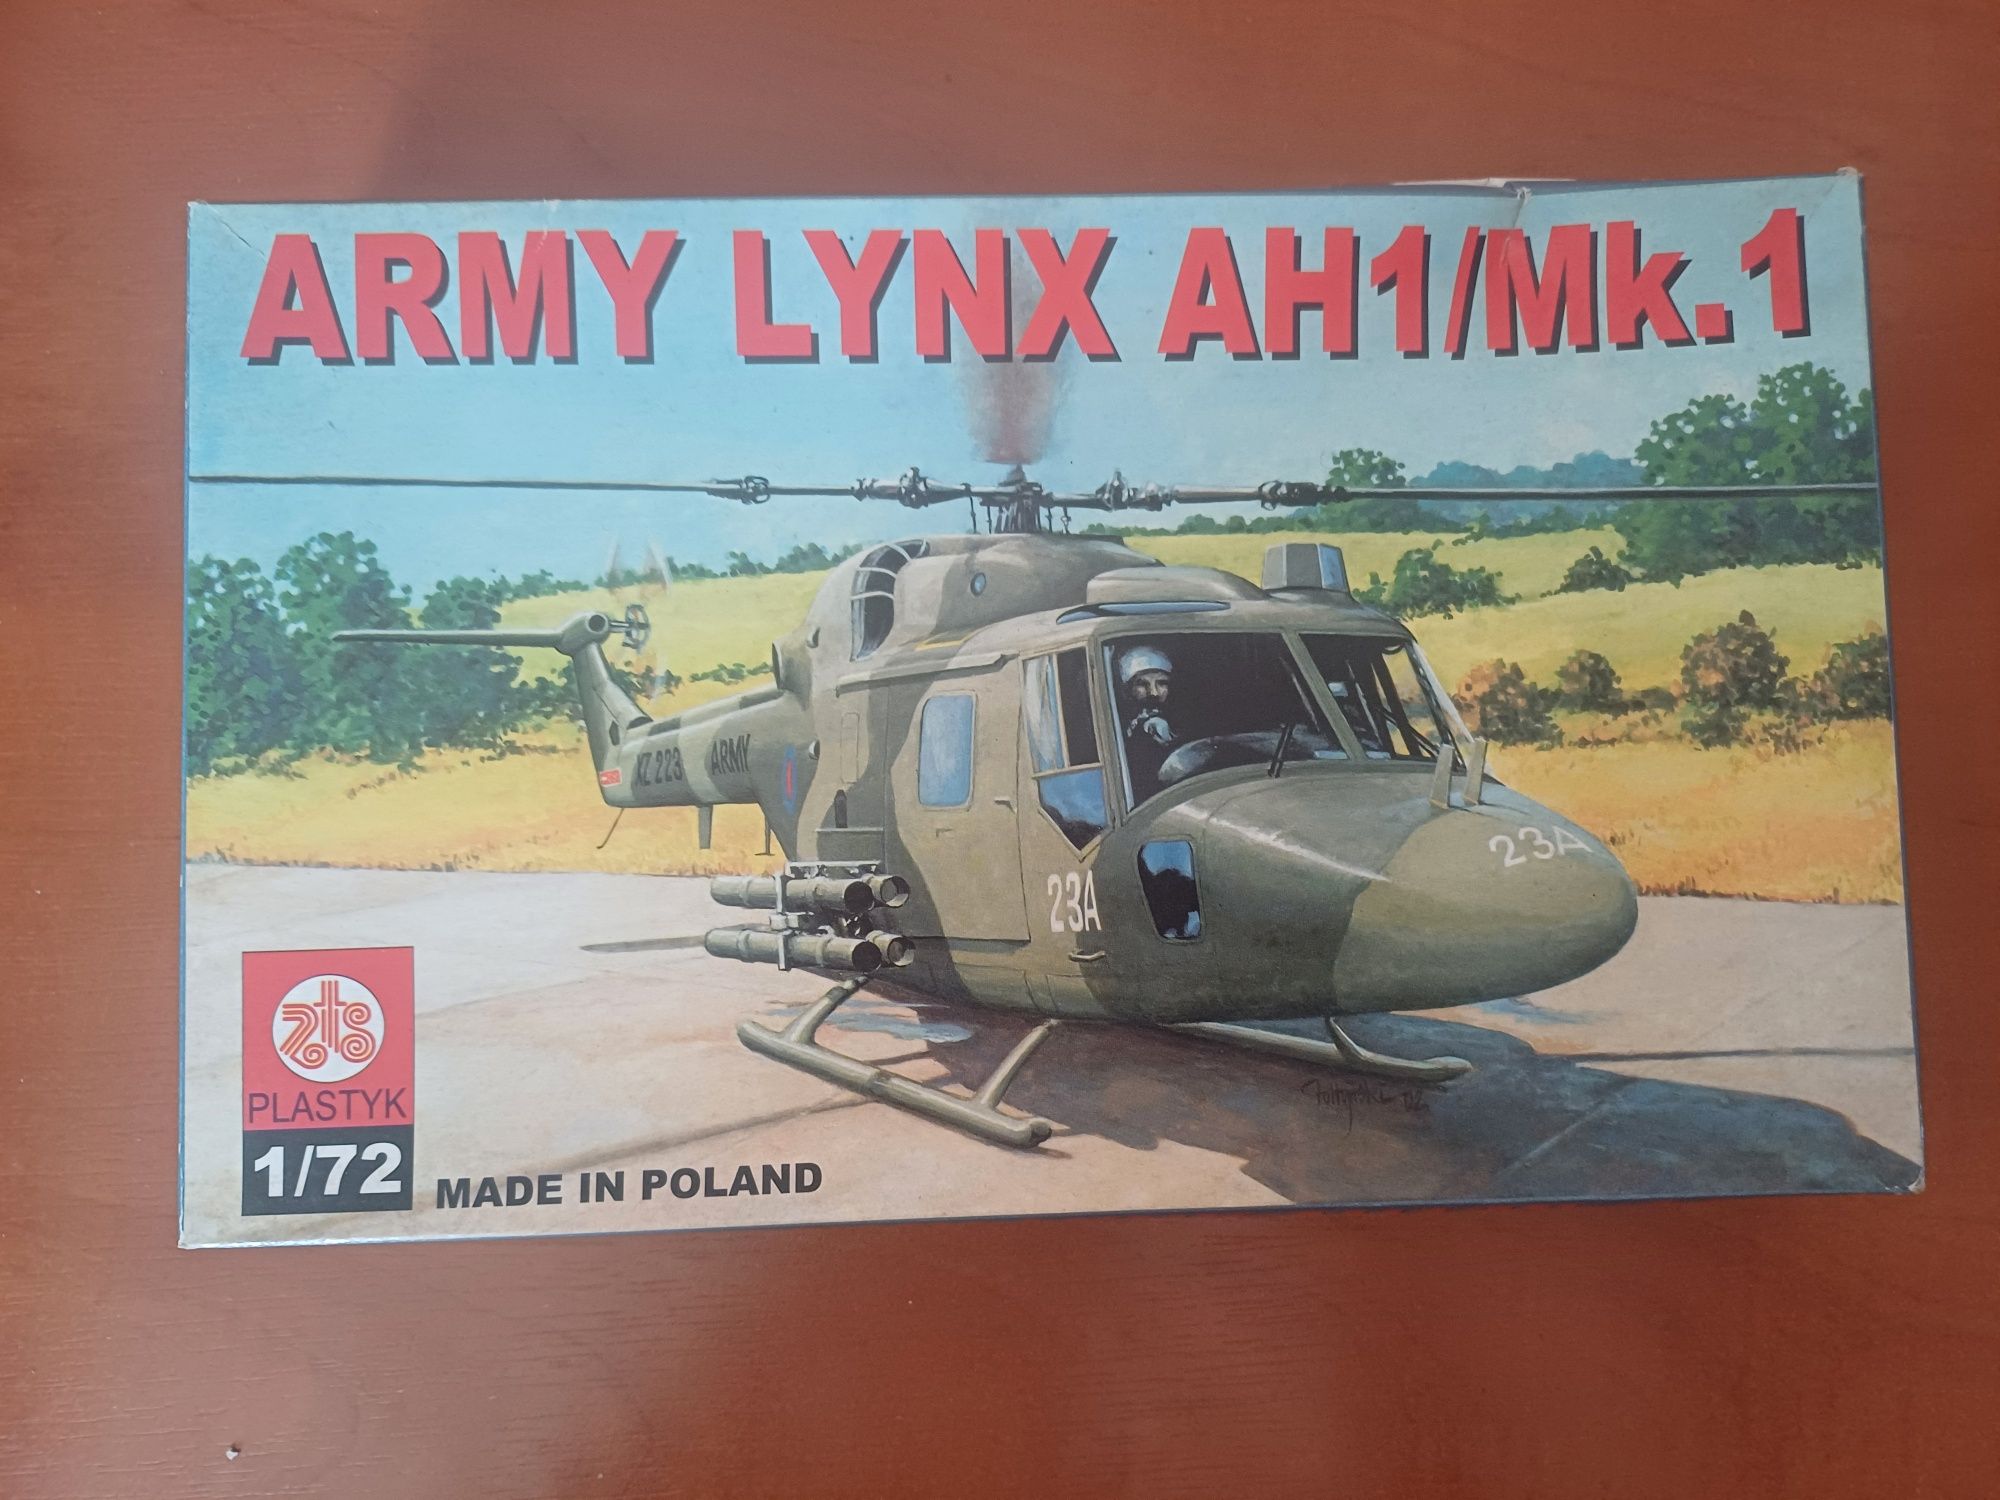 ARMY LYNX AH1/Mk.1
XZ 223 ARMY
23A
23A
zts
PLASTYK
1/72
MADE IN POLAND